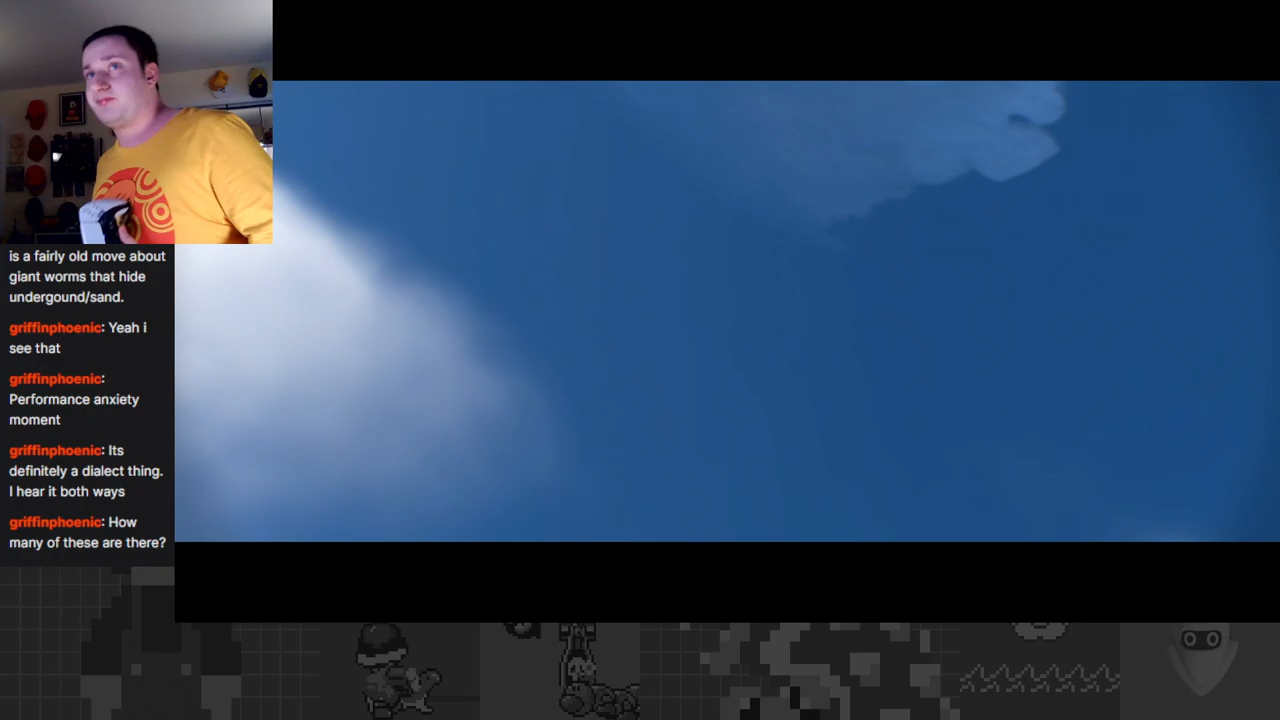 is a fairly old move about
giant worms that hide
undergound/sand.
griffinphoenic: Yeah i
see that
griffinphoenic:
Performance anxiety
moment
griffinphoenic: Its
definitely a dialect thing.
I hear it both ways
griffinphoenic: How
many of these are there?